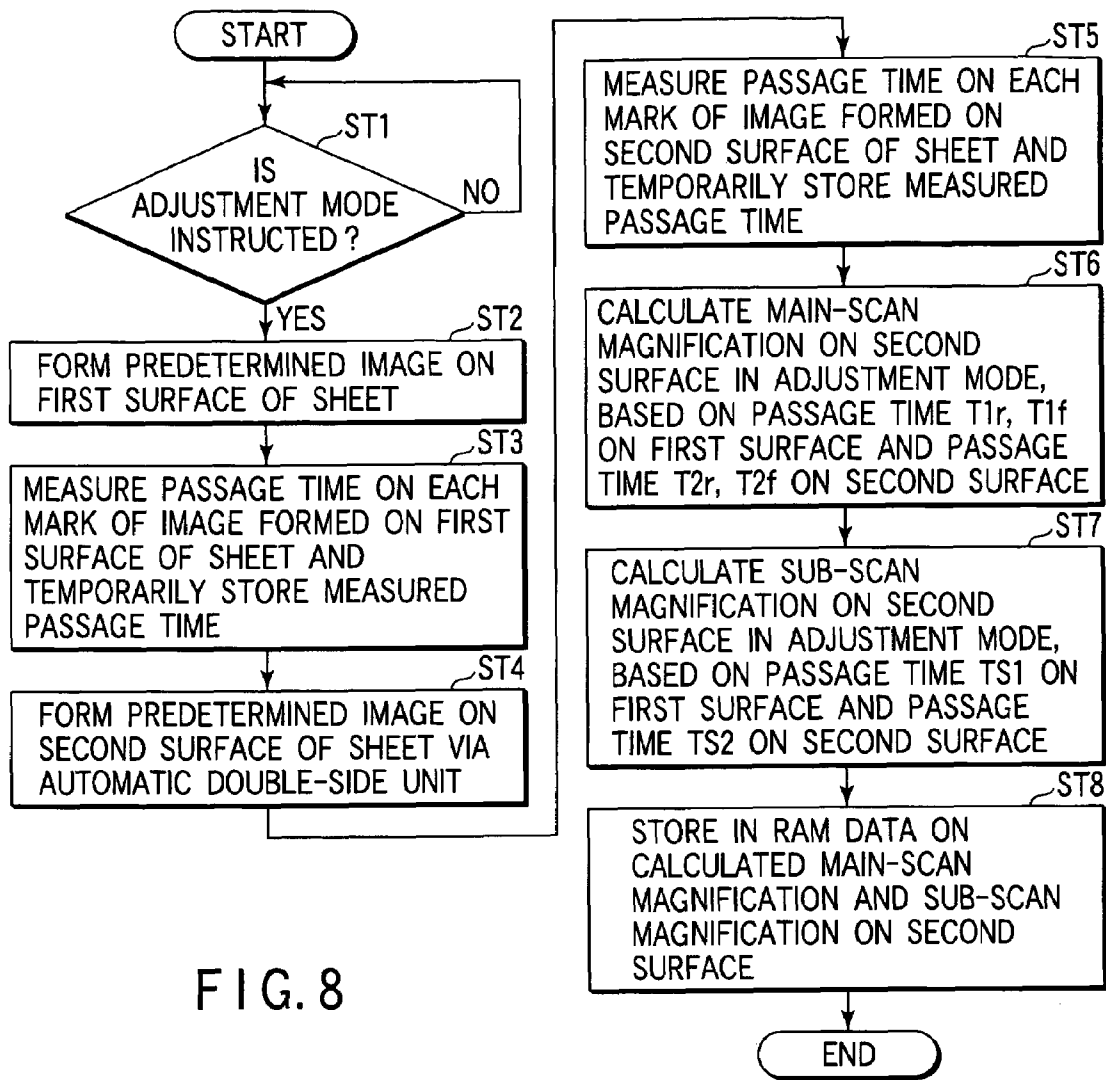 START
ST1
IS
ADJUSTMENT MODE
INSTRUCTED?
NO
YES
ST2
FORM PREDETERMINED IMAGE ON
FIRST SURFACE OF SHEET
ST3
MEASURE PASSAGE TIME ON EACH
MARK OF IMAGE FORMED ON FIRST
SURFACE OF SHEET AND
TEMPORARILY STORE MEASURED
PASSAGE TIME
ST4
FORM PREDETERMINED IMAGE ON
SECOND SURFACE OF SHEET VIA
AUTOMATIC DOUBLE-SIDE UNIT
ST5
MEASURE PASSAGE TIME ON EACH
MARK OF IMAGE FORMED ON
SECOND SURFACE OF SHEET AND
TEMPORARILY STORE MEASURED
PASSAGE TIME
ST6
CALCULATE MAIN-SCAN
MAGNIFICATION ON SECOND
SURFACE IN ADJUSTMENT MODE,
BASED ON PASSAGE TIME T1r, T1f
ON FIRST SURFACE AND PASSAGE
TIME T2r, T2f ON SECOND SURFACE
ST7
CALCULATE SUB-SCAN
MAGNIFICATION ON SECOND
SURFACE IN ADJUSTMENT MODE,
BASED ON PASSAGE TIME TS1 ON
FIRST SURFACE AND PASSAGE
TIME TS2 ON SECOND SURFACE
ST8
STORE IN RAM DATA ON
CALCULATED MAIN-SCAN
MAGNIFICATION AND SUB-SCAN
MAGNIFICATION ON SECOND
SURFACE
END
FIG. 8